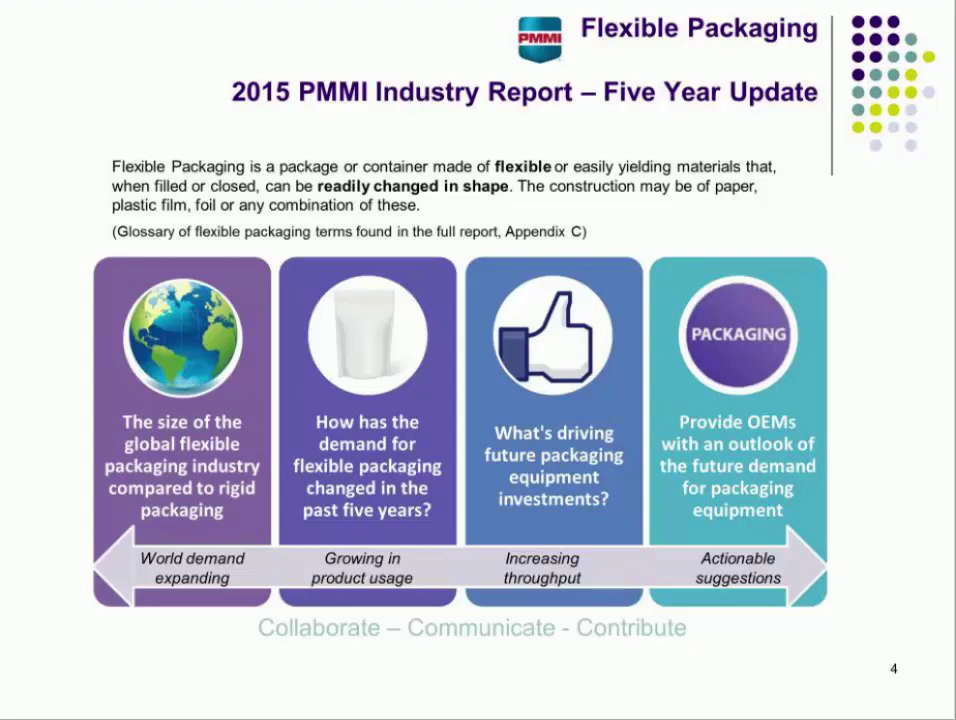 PMMI
Flexible Packaging
2015 PMMI Industry Report – Five Year Update
Flexible Packaging is a package or container made of flexible or easily yielding materials that,
when filled or closed, can be readily changed in shape. The construction may be of paper,
plastic film, foil or any combination of these.
(Glossary of flexible packaging terms found in the full report, Appendix C)
The size of the
global flexible
packaging industry
compared to rigid
packaging
How has the
demand for
flexible packaging
changed in the
past five years?
What's driving
future packaging
equipment
investments?
PACKAGING
Provide OEMs
with an outlook of
the future demand
for packaging
equipment
World demand
expanding
Growing in
product usage
Increasing
throughput
Actionable
suggestions
Collaborate – Communicate - Contribute
4